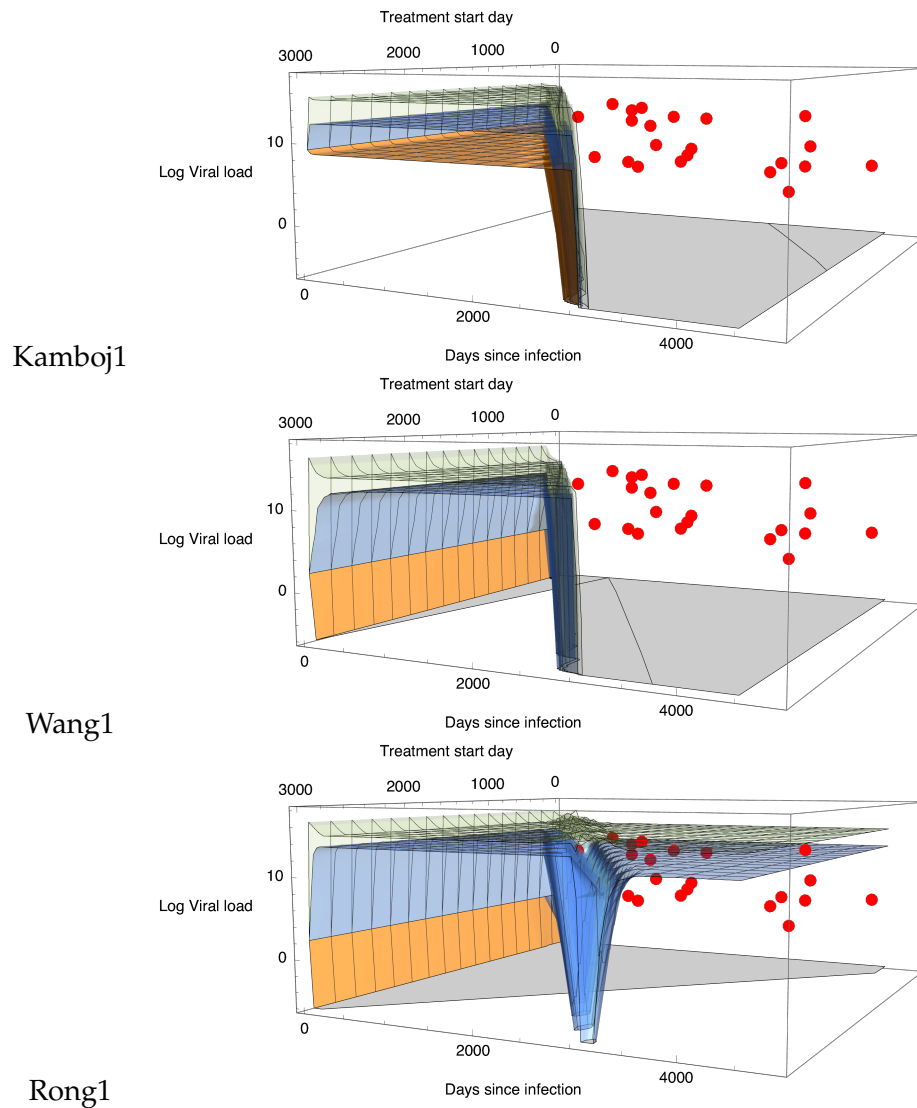 Treatment start day
3000 2000 1000 0
10
Log Viral load
0
0
2000
4000
Kamboj1
Days since infection
Treatment start day
3000 2000 1000 0
10
Log Viral load
0
0
2000
4000
Wang1
Days since infection
Treatment start day
3000 2000 1000 0
10
Log Viral load
0
0
2000
4000
Rong1
Days since infection